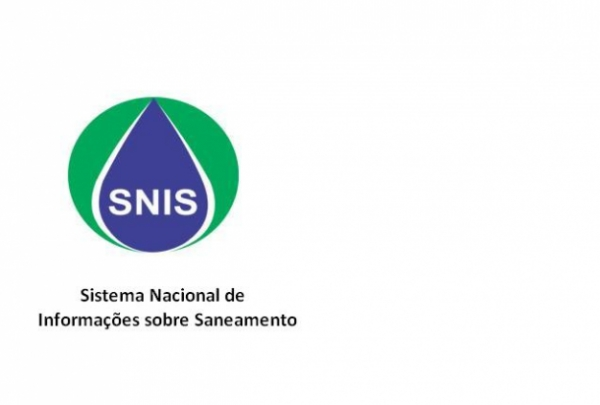 SNIS
Sistema Nacional de
Informações sobre Saneamento